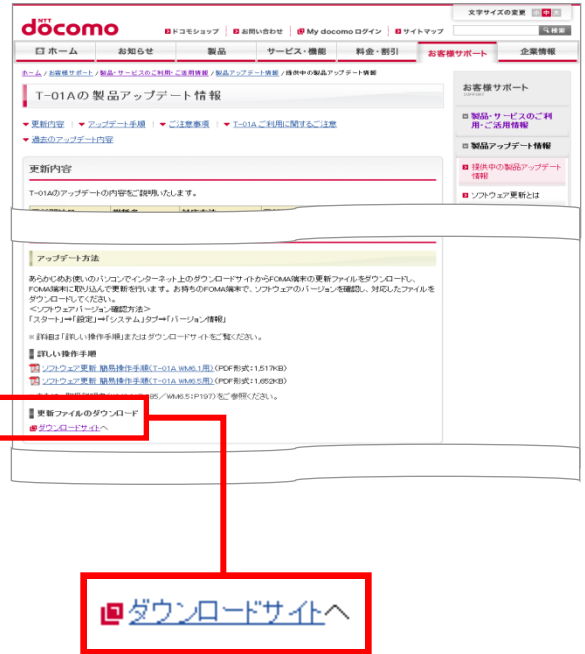 文字サイズの変更 小 中 大
NTT
döcomo
ドコモショップ お問い合わせ My docomo ログイン サイトマップ 検索
ホーム お知らせ 製品 サービス・機能 料金・割引 お客様サポート 企業情報
ホーム / お客様サポート / 製品・サービスのご利用・ご活用情報 / 製品アップデート情報 / 提供中の製品アップデート情報
T-01Aの製品アップデート情報
更新内容 | アップデート手順 | ご注意事項 | T-01Aご利用に関するご注意
過去のアップデート内容
更新内容
T-01Aのアップデートの内容をご説明いたします。
お客様サポート
SUPPORT
製品・サービスのご利用・ご活用情報
製品アップデート情報
提供中の製品アップデート情報
ソフトウェア更新とは
アップデート方法
あらかじめお使いのパソコンでインターネット上のダウンロードサイトからFOMA端末の更新ファイルをダウンロードし、
FOMA端末に取り込んで更新を行います。お持ちのFOMA端末で、ソフトウェアのバージョンを確認し、対応したファイルを
ダウンロードしてください。
<ソフトウェアバージョン確認方法>
「スタート」→「設定」→「システム」タブ→「バージョン情報」
※詳細は「詳しい操作手順」またはダウンロードサイトをご覧ください。
詳しい操作手順
ソフトウェア更新 簡易操作手順(T-01A WM6.1用)(PDF形式:1,517KB)
ソフトウェア更新 簡易操作手順(T-01A WM6.5用)(PDF形式:1,652KB)
85/WM6.5:P197)をご参照ください。
更新ファイルのダウンロード
ダウンロードサイトへ
ダウンロードサイトへ